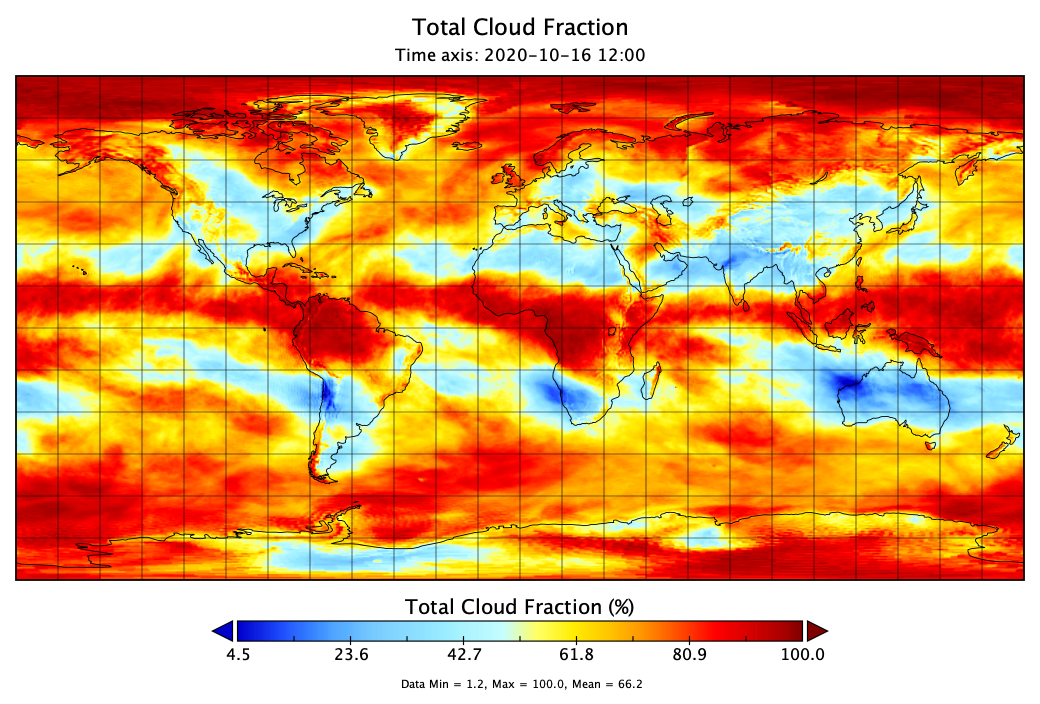 Total Cloud Fraction
Time axis: 2020-10-16 12:00
Total Cloud Fraction (%)
4.5 23.6 42.7 61.8 80.9 100.0
Data Min = 1.2, Max = 100.0, Mean = 66.2